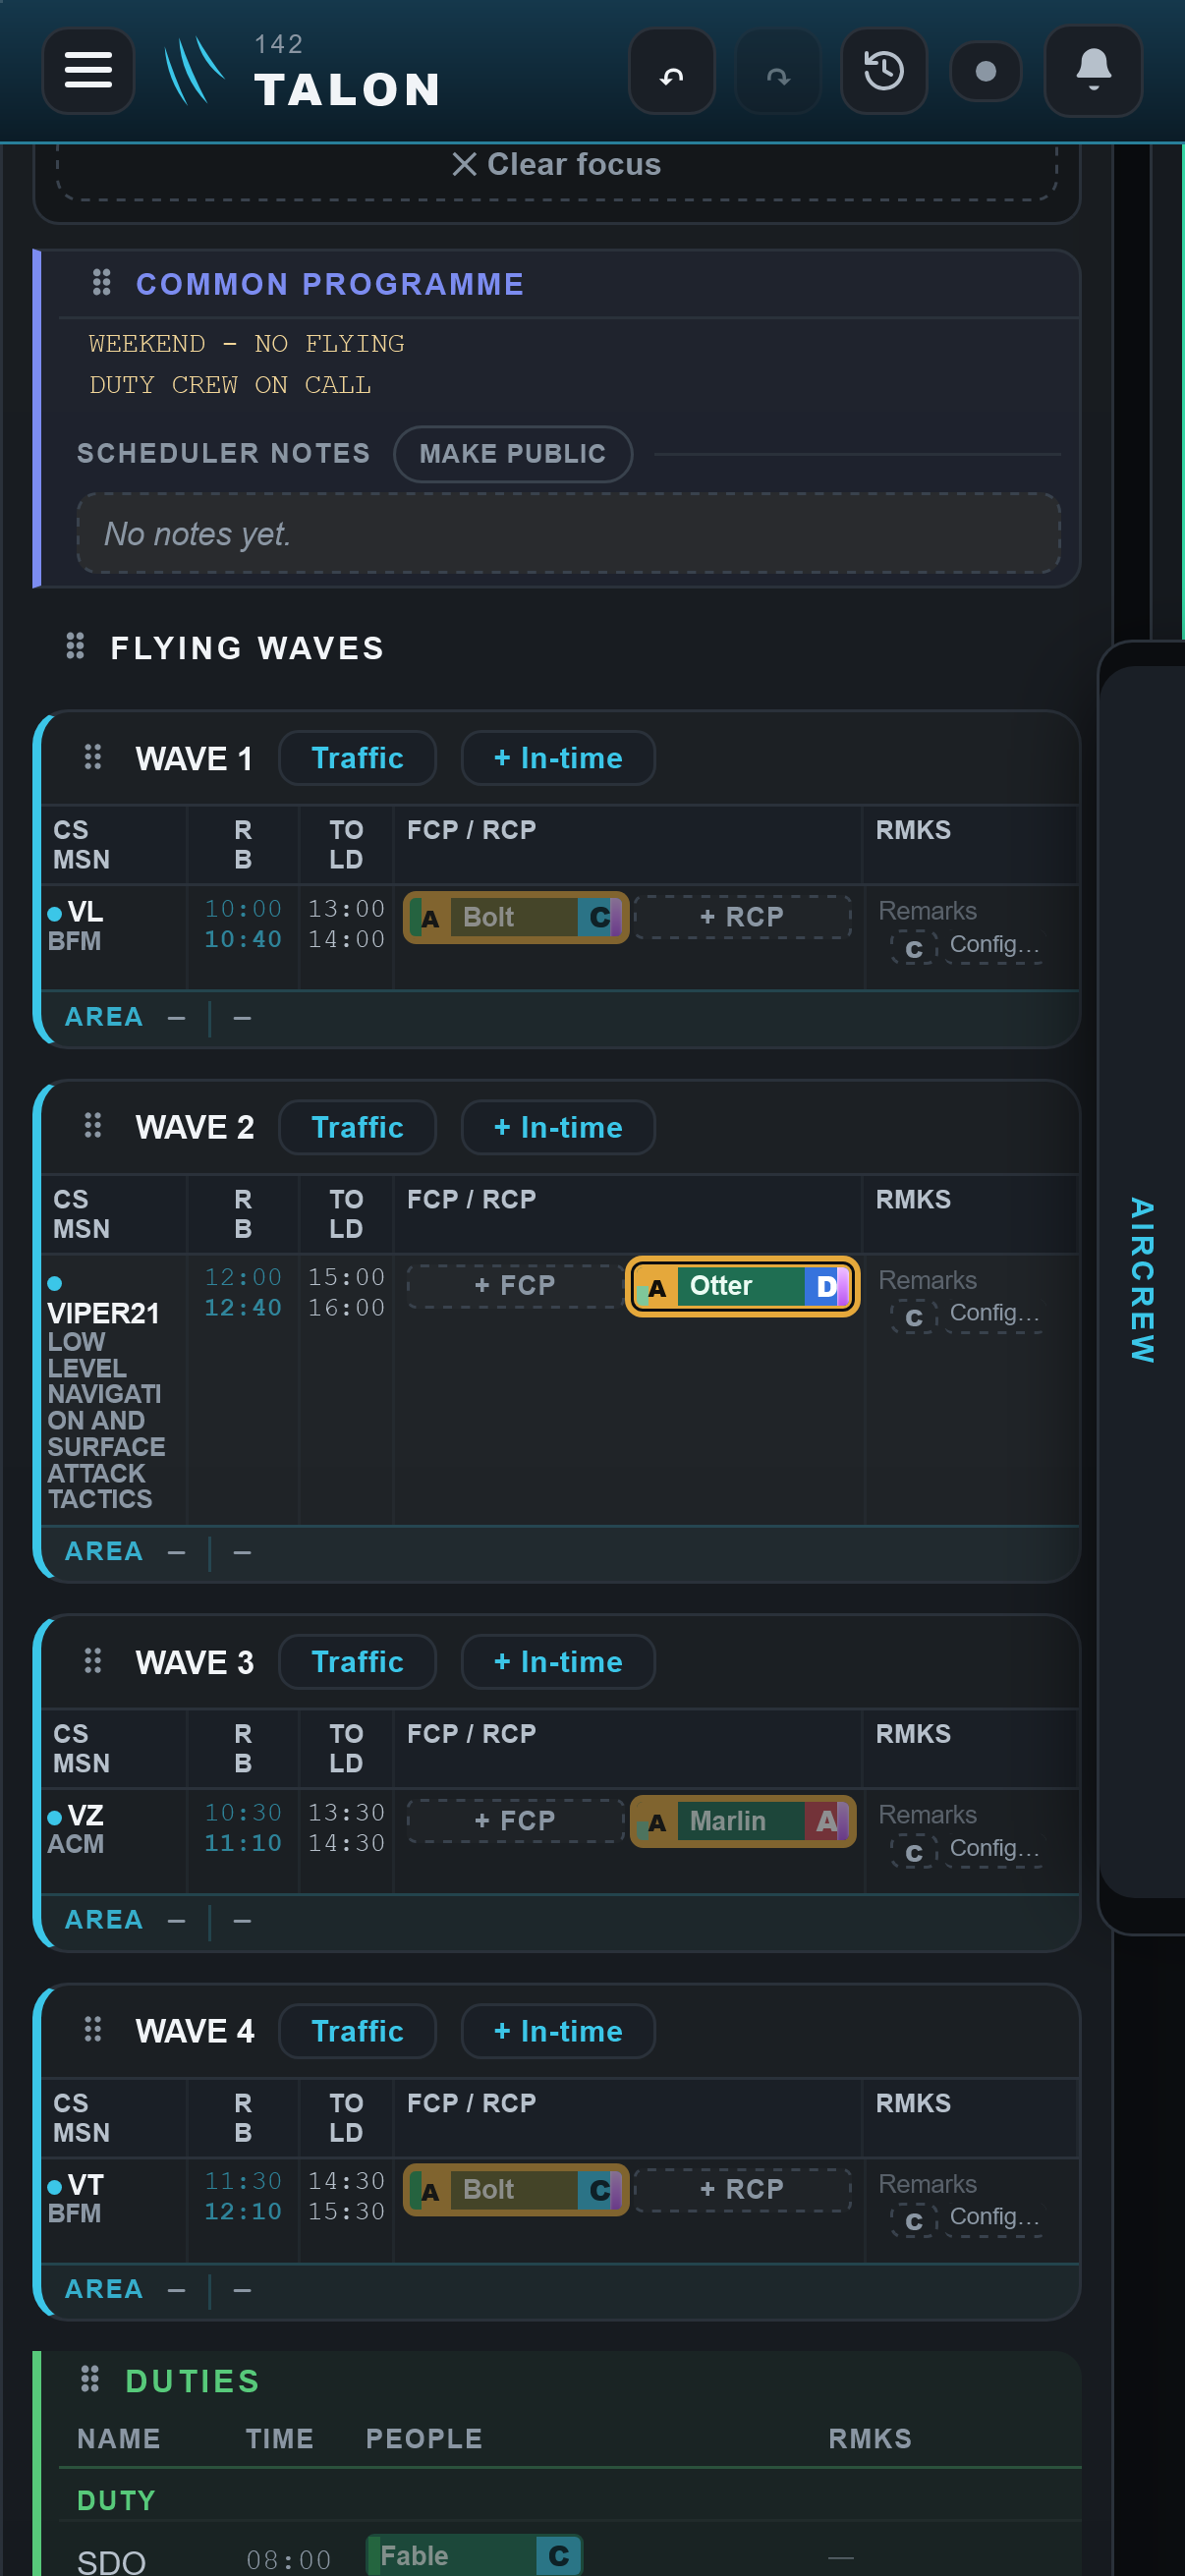 142
TALON
Clear focus
COMMON PROGRAMME
WEEKEND - NO FLYING
DUTY CREW ON CALL
SCHEDULER NOTES MAKE PUBLIC
No notes yet.
FLYING WAVES
WAVE 1 Traffic + In-time
CS R TO FCP / RCP RMKS
MSN B LD
VL 10:00 13:00 A Bolt C + RCP Remarks
BFM 10:40 14:00 C Config…
AREA – –
WAVE 2 Traffic + In-time
CS R TO FCP / RCP RMKS
MSN B LD
12:00 15:00 + FCP A Otter D Remarks
VIPER21 12:40 16:00 C Config…
LOW
LEVEL
NAVIGATI
ON AND
SURFACE
ATTACK
TACTICS
AREA – –
WAVE 3 Traffic + In-time
CS R TO FCP / RCP RMKS
MSN B LD
VZ 10:30 13:30 + FCP A Marlin A Remarks
ACM 11:10 14:30 C Config…
AREA – –
WAVE 4 Traffic + In-time
CS R TO FCP / RCP RMKS
MSN B LD
VT 11:30 14:30 A Bolt C + RCP Remarks
BFM 12:10 15:30 C Config…
AREA – –
DUTIES
NAME TIME PEOPLE RMKS
DUTY
SDO 08:00 Fable C —
AIRCREW